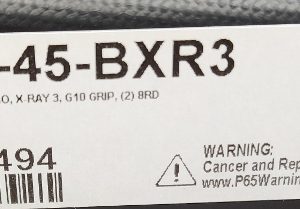 -45-BXR3
O, X-RAY 3, G10 GRIP, (2) 8RD
494
WARNING:
Cancer and Rep
www.P65Warnin